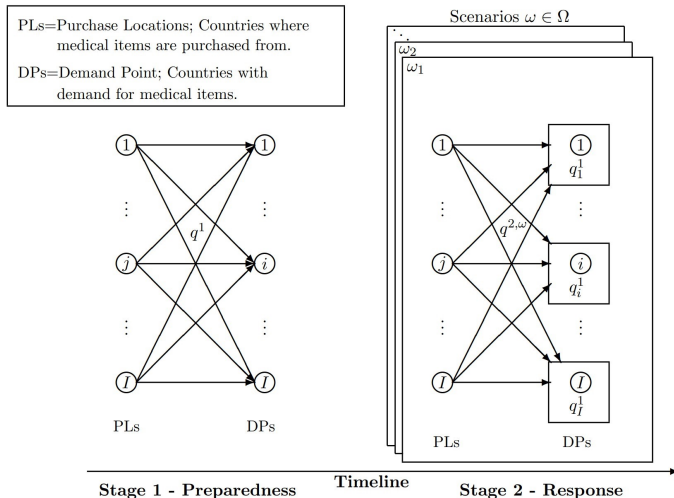 PLs=Purchase Locations; Countries where
medical items are purchased from.
DPs=Demand Point; Countries with
demand for medical items.
Scenarios ω ∈ Ω
⋱
ω₂
ω₁
1 1
⋮ ⋮
q¹
j i
⋮ ⋮
I I
PLs DPs
1 1
q₁¹
⋮ ⋮
q²,ω
j i
qᵢ¹
⋮ ⋮
I I
q_I¹
PLs DPs
Timeline
Stage 1 - Preparedness Stage 2 - Response